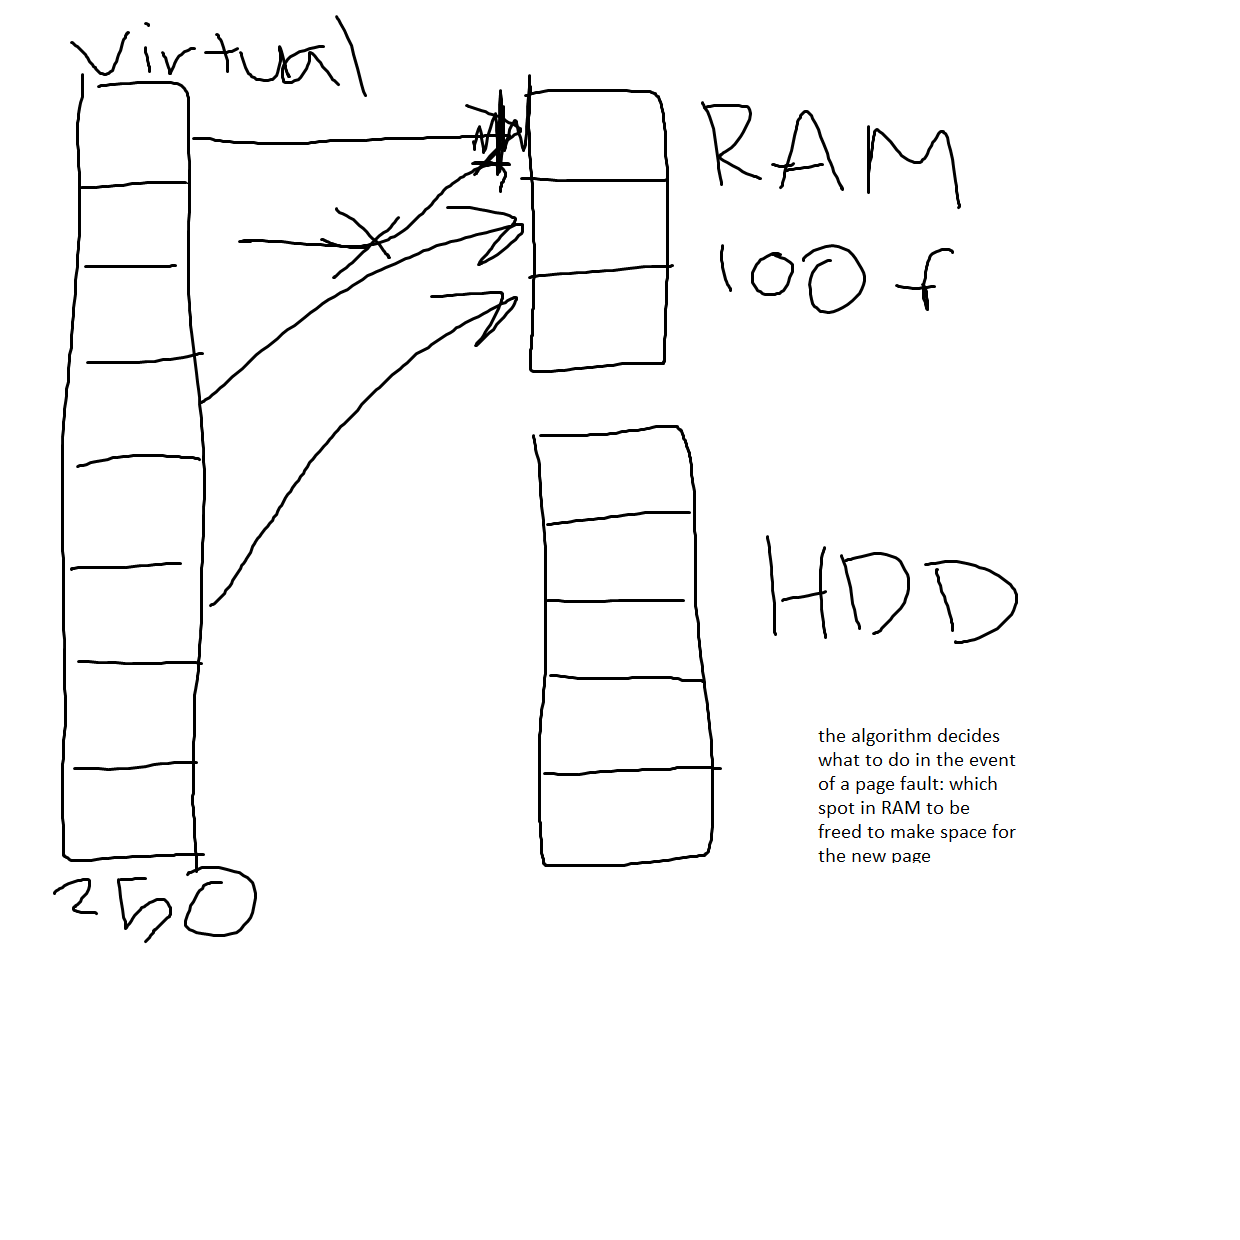 Virtual
RAM
100 f
HDD
the algorithm decides
what to do in the event
of a page fault: which
spot in RAM to be
freed to make space for
the new page
250